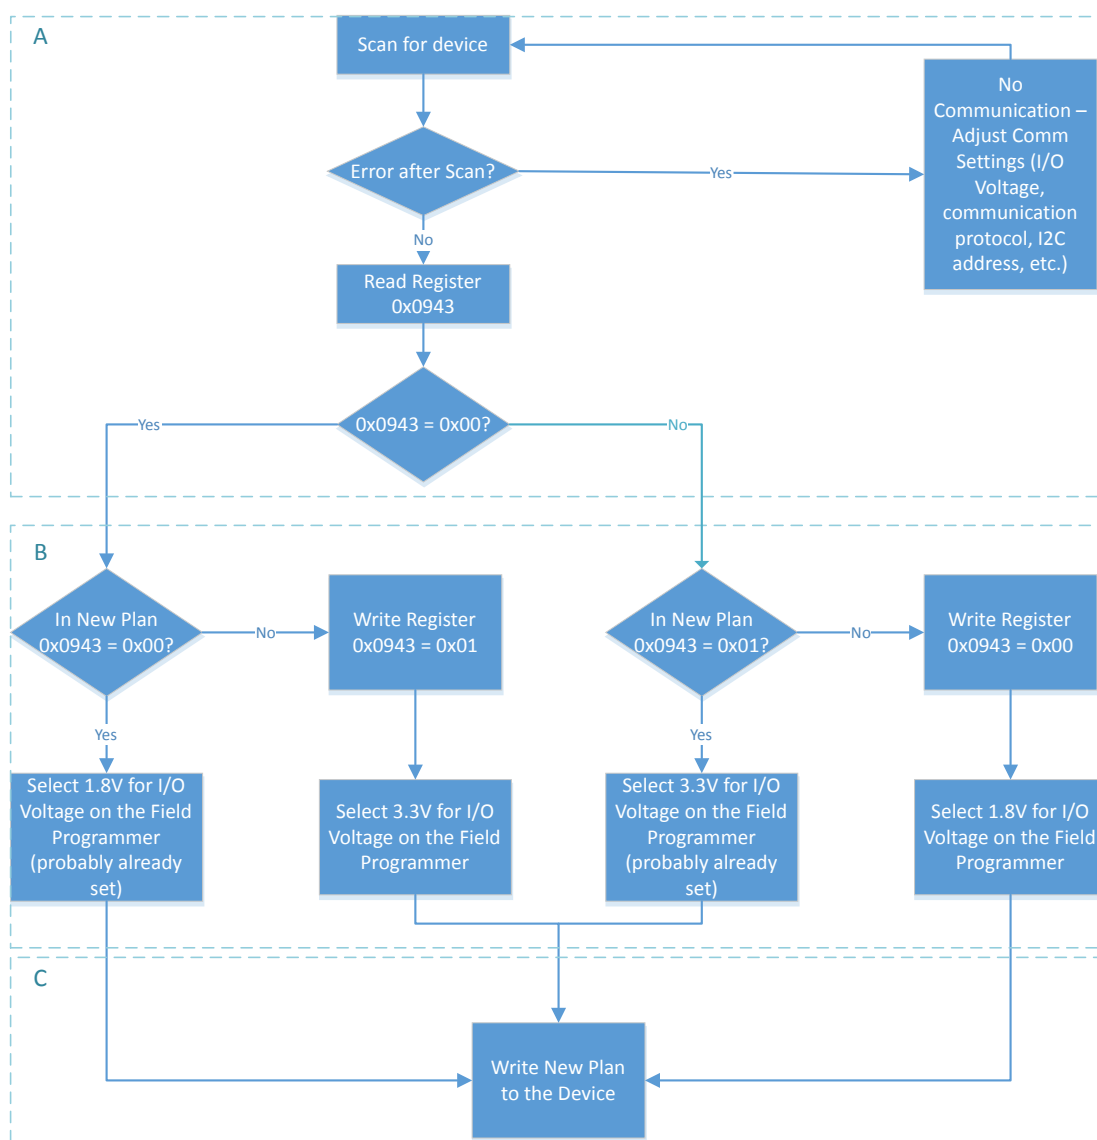 A
Scan for device
No
Communication –
Adjust Comm
Settings (I/O
Voltage,
communication
protocol, I2C
address, etc.)
Error after Scan?
Yes
No
Read Register
0x0943
0x0943 = 0x00?
Yes
No
B
In New Plan
0x0943 = 0x00?
No
Write Register
0x0943 = 0x01
In New Plan
0x0943 = 0x01?
No
Write Register
0x0943 = 0x00
Yes
Yes
Select 1.8V for I/O
Voltage on the Field
Programmer
(probably already
set)
Select 3.3V for I/O
Voltage on the Field
Programmer
Select 3.3V for I/O
Voltage on the Field
Programmer
(probably already
set)
Select 1.8V for I/O
Voltage on the Field
Programmer
C
Write New Plan
to the Device